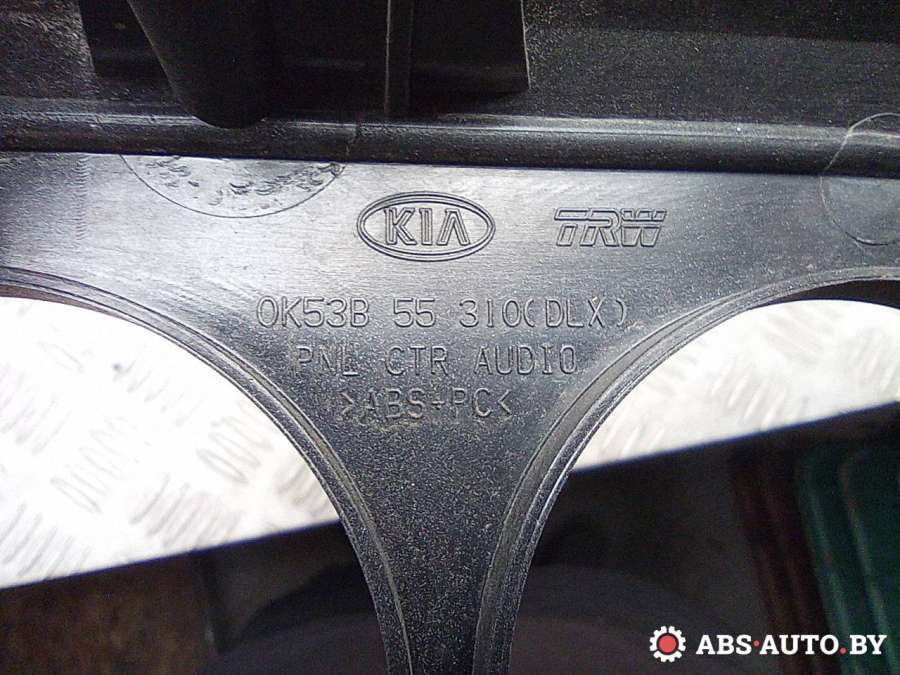 KIA TRW
0K53B 55 310(DLX)
PNL CTR AUDIO
>ABS+PC<
ABS·AUTO.BY